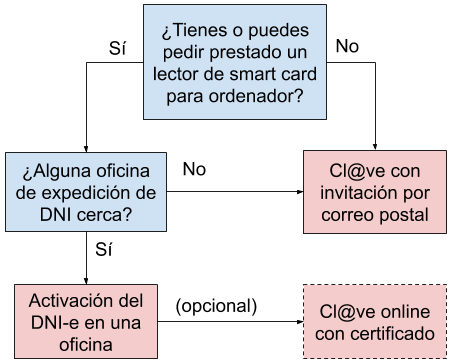 ¿Tienes o puedes
pedir prestado un
lector de smart card
para ordenador?
Sí
No
¿Alguna oficina
de expedición de
DNI cerca?
No
Cl@ve con
invitación por
correo postal
Sí
Activación del
DNI-e en una
oficina
(opcional)
Cl@ve online
con certificado